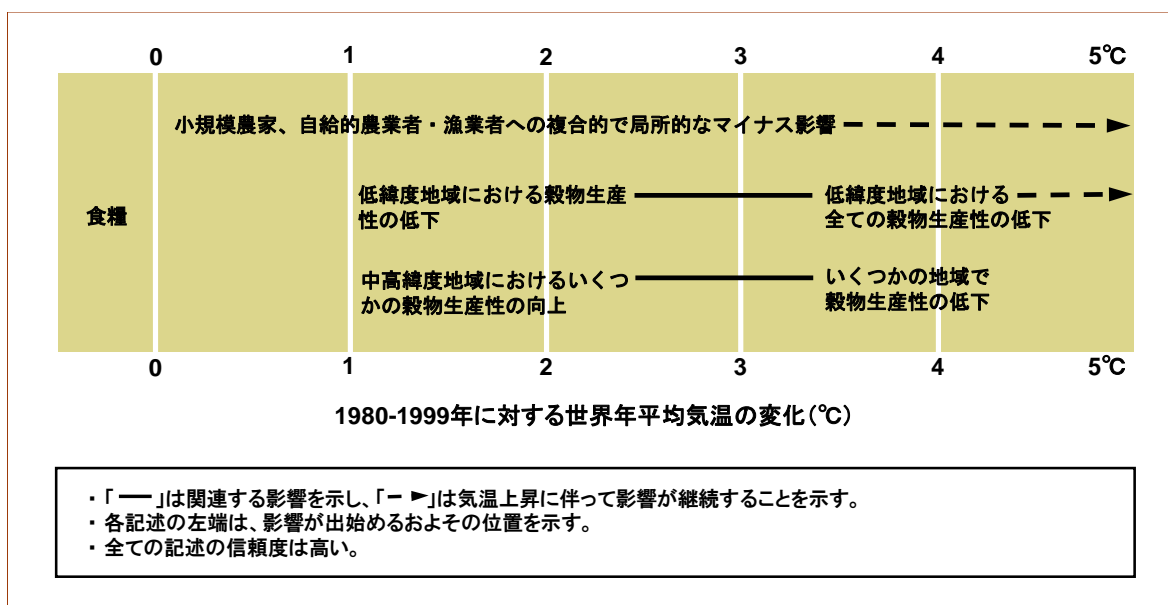 0 1 2 3 4 5℃
小規模農家、自給的農業者・漁業者への複合的で局所的なマイナス影響
食糧
低緯度地域における穀物生産
性の低下
低緯度地域における
全ての穀物生産性の低下
中高緯度地域におけるいくつ
かの穀物生産性の向上
いくつかの地域で
穀物生産性の低下
0 1 2 3 4 5℃
1980-1999年に対する世界年平均気温の変化(℃)
・「 ━━ 」は関連する影響を示し、「━ ►」は気温上昇に伴って影響が継続することを示す。
・各記述の左端は、影響が出始めるおよその位置を示す。
・全ての記述の信頼度は高い。